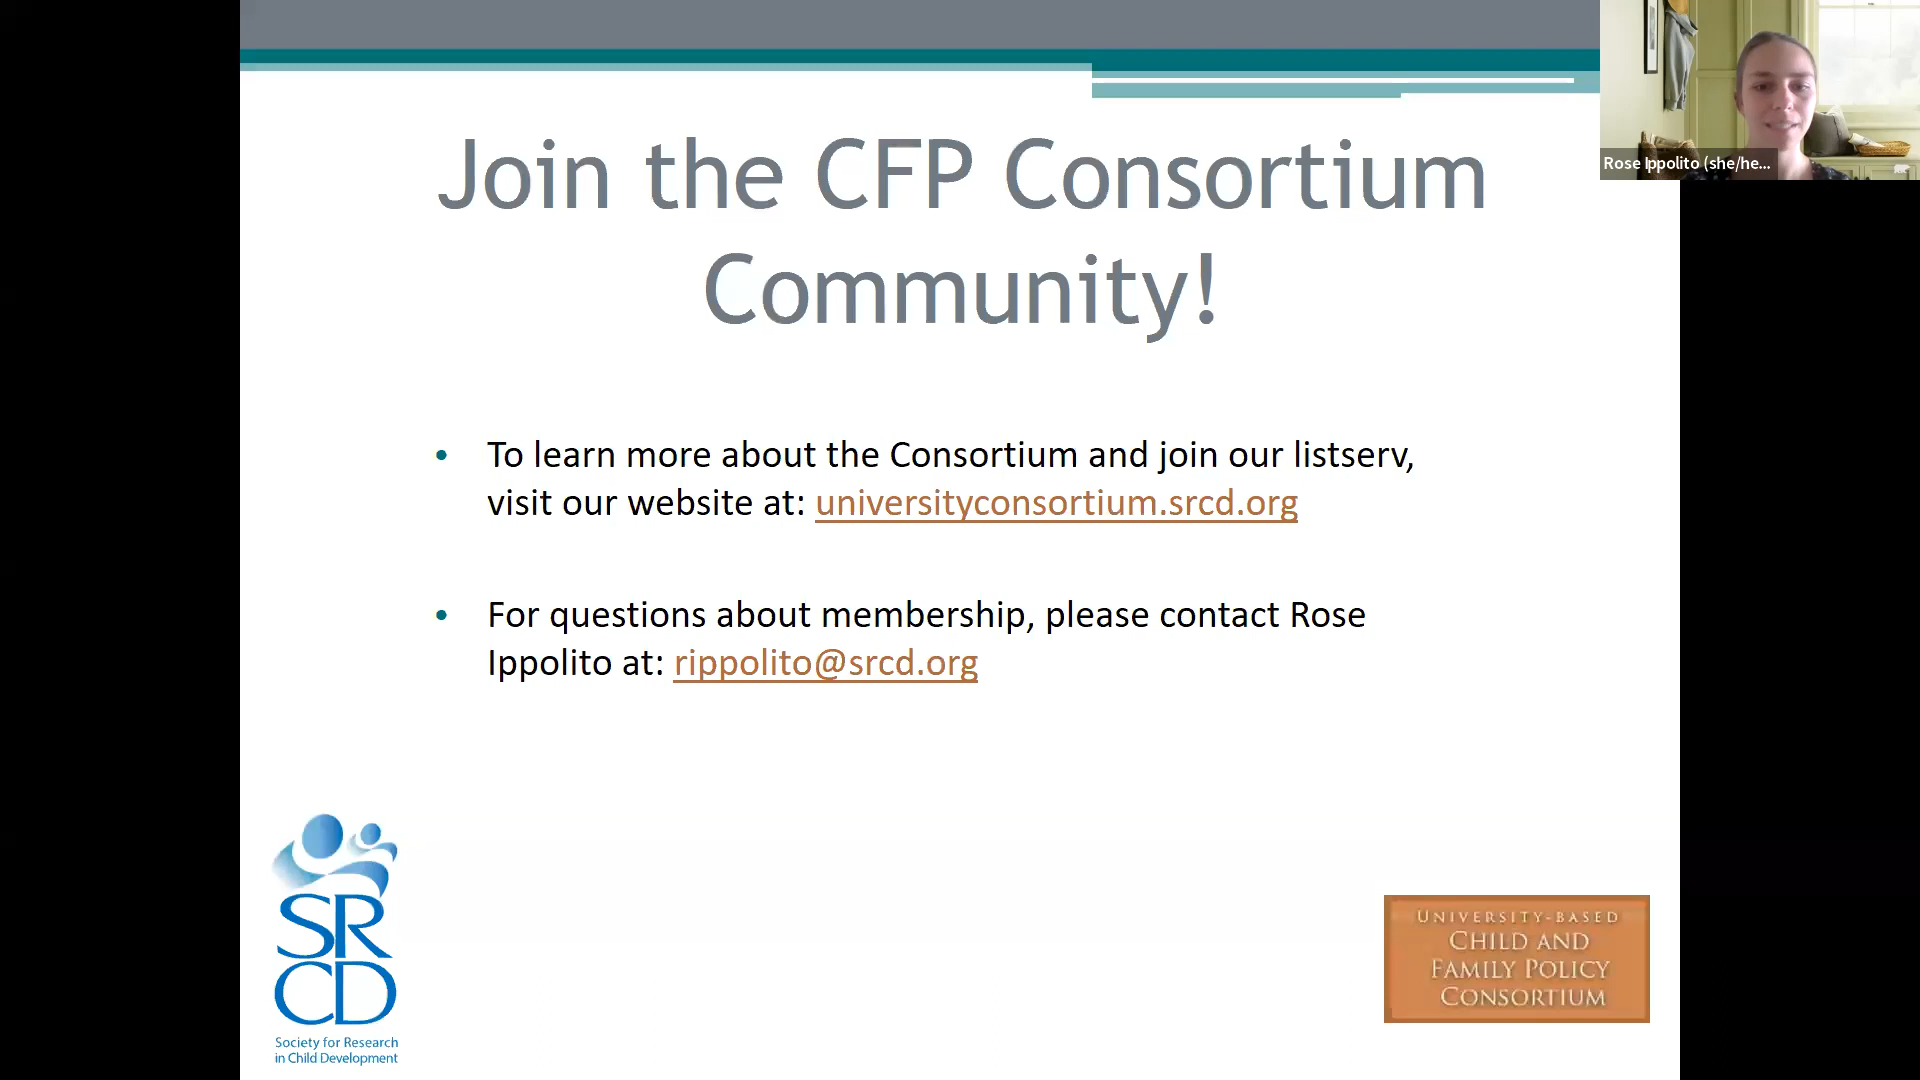 Join the CFP Consortium
Community!
Rose Ippolito (she/he...
• To learn more about the Consortium and join our listserv,
visit our website at: universityconsortium.srcd.org
• For questions about membership, please contact Rose
Ippolito at: rippolito@srcd.org
SR
CD
Society for Research
in Child Development
UNIVERSITY-BASED
CHILD AND
FAMILY POLICY
CONSORTIUM